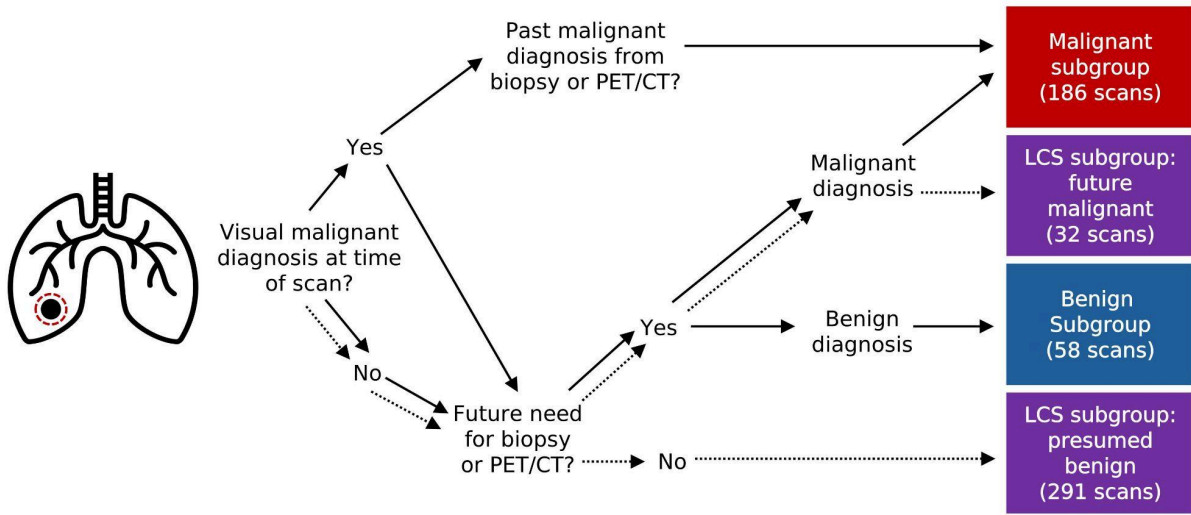 Past malignant
diagnosis from
biopsy or PET/CT?
Malignant
subgroup
(186 scans)
Yes
Malignant
diagnosis
LCS subgroup:
future
malignant
(32 scans)
Visual malignant
diagnosis at time
of scan?
Yes
Benign
diagnosis
Benign
Subgroup
(58 scans)
No
Future need
for biopsy
or PET/CT?
No
LCS subgroup:
presumed
benign
(291 scans)